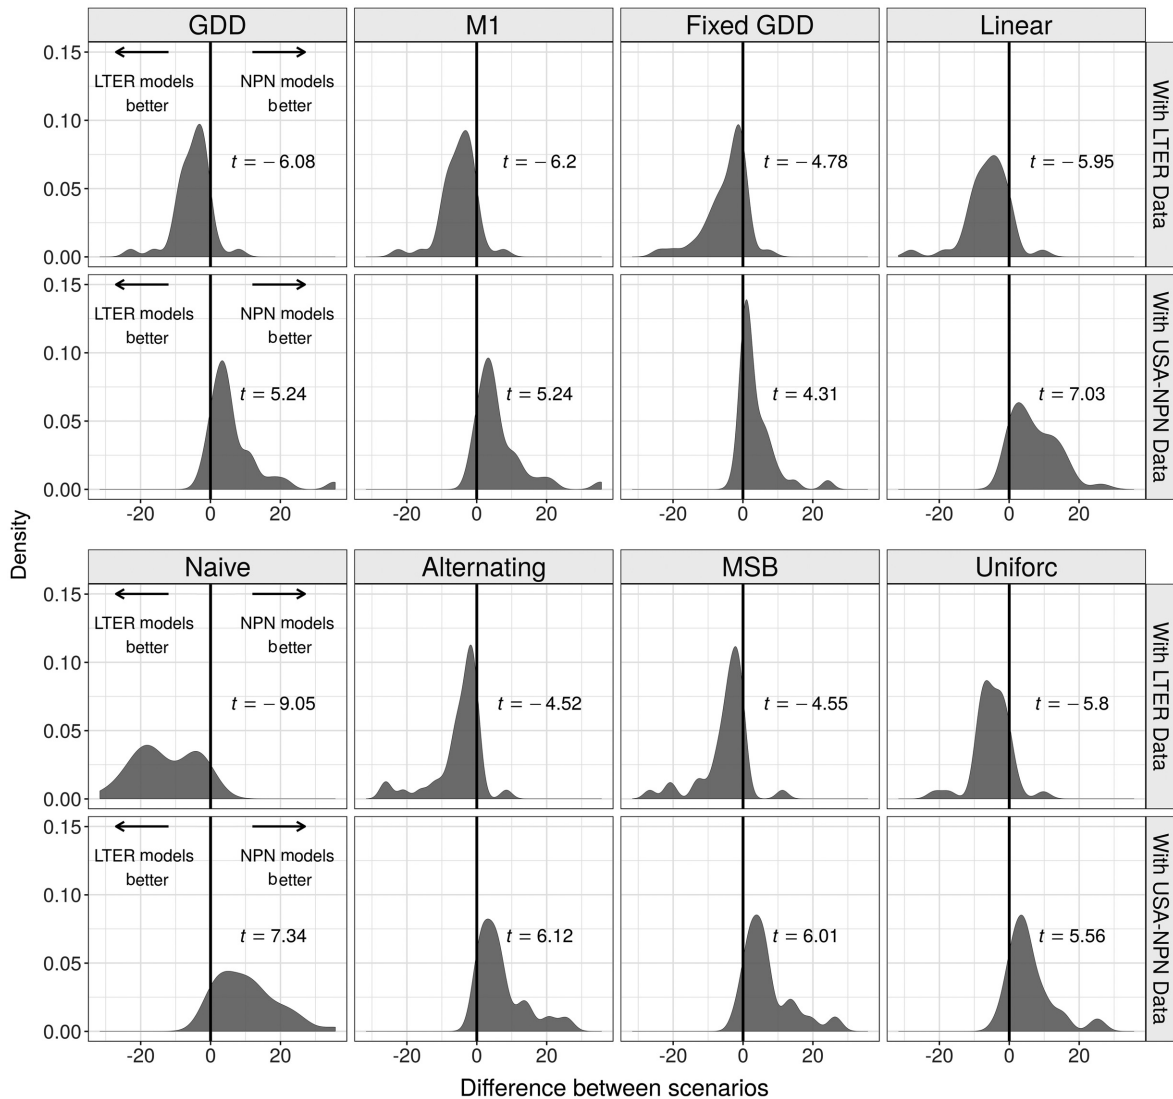 GDD
M1
Fixed GDD
Linear
0.15
0.10
0.05
0.00
LTER models
better
NPN models
better
t = − 6.08
t = − 6.2
t = − 4.78
t = − 5.95
With LTER Data
0.15
0.10
0.05
0.00
LTER models
better
NPN models
better
t = 5.24
t = 5.24
t = 4.31
t = 7.03
With USA-NPN Data
-20 0 20
-20 0 20
-20 0 20
-20 0 20
Density
Naive
Alternating
MSB
Uniforc
0.15
0.10
0.05
0.00
LTER models
better
NPN models
better
t = − 9.05
t = − 4.52
t = − 4.55
t = − 5.8
With LTER Data
0.15
0.10
0.05
0.00
LTER models
better
NPN models
better
t = 7.34
t = 6.12
t = 6.01
t = 5.56
With USA-NPN Data
-20 0 20
-20 0 20
-20 0 20
-20 0 20
Difference between scenarios